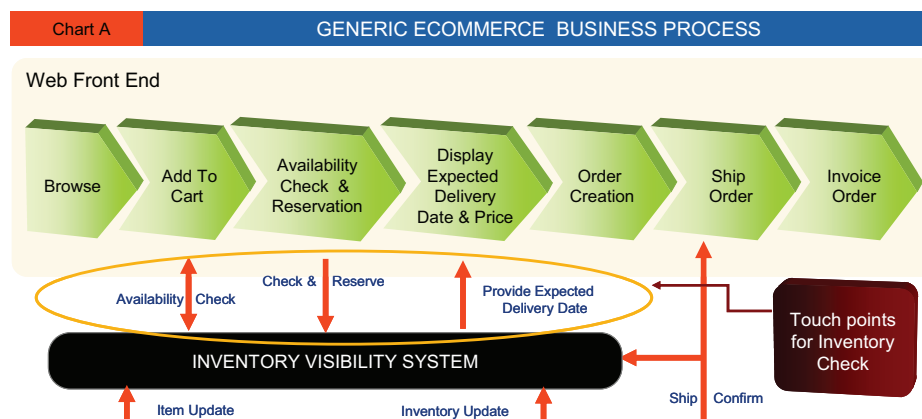 Chart A
GENERIC ECOMMERCE BUSINESS PROCESS
Web Front End
Browse
Add To
Cart
Availability
Check &
Reservation
Display
Expected
Delivery
Date & Price
Order
Creation
Ship
Order
Invoice
Order
Availability Check
Check & Reserve
Provide Expected
Delivery Date
Touch points
for Inventory
Check
INVENTORY VISIBILITY SYSTEM
Item Update
Inventory Update
Ship Confirm